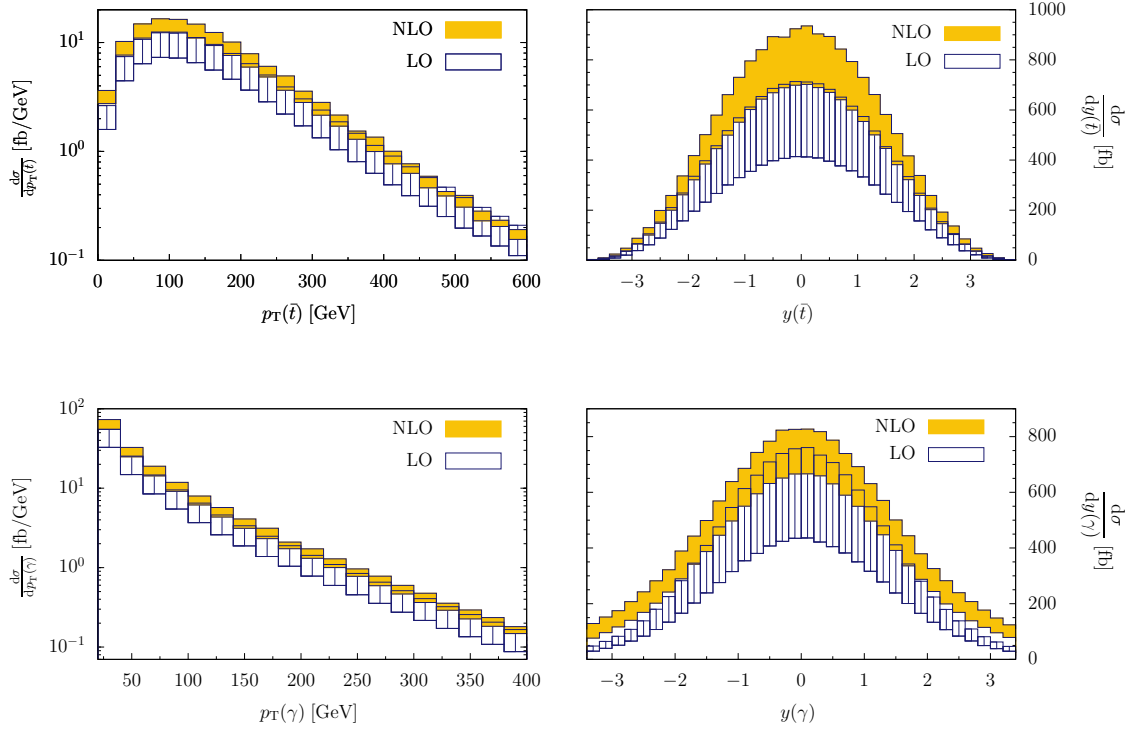 NLO
LO
10^1
10^0
10^−1
dσ/dp_T(t̄) [fb/GeV]
0 100 200 300 400 500 600
p_T(t̄) [GeV]
NLO
LO
1000
800
600
400
200
0
dσ/dy(t̄) [fb]
−3 −2 −1 0 1 2 3
y(t̄)
NLO
LO
10^2
10^1
10^0
10^−1
dσ/dp_T(γ) [fb/GeV]
50 100 150 200 250 300 350 400
p_T(γ) [GeV]
NLO
LO
800
600
400
200
0
dσ/dy(γ) [fb]
−3 −2 −1 0 1 2 3
y(γ)